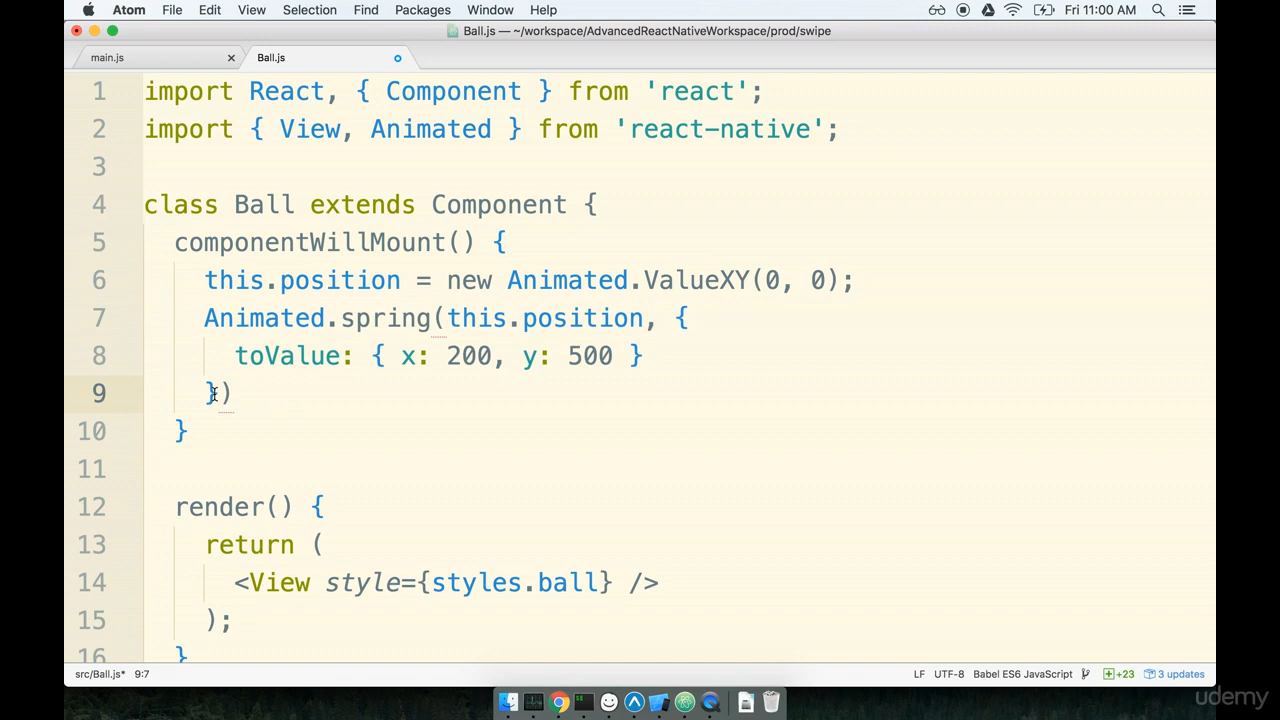 Atom File Edit View Selection Find Packages Window Help Fri 11:00 AM
Ball.js — ~/workspace/AdvancedReactNativeWorkspace/prod/swipe
main.js Ball.js
1 import React, { Component } from 'react';
2 import { View, Animated } from 'react-native';
3
4 class Ball extends Component {
5 componentWillMount() {
6 this.position = new Animated.ValueXY(0, 0);
7 Animated.spring(this.position, {
8 toValue: { x: 200, y: 500 }
9 })
10 }
11
12 render() {
13 return (
14 <View style={styles.ball} />
15 );
16 }
src/Ball.js* 9:7 LF UTF-8 Babel ES6 JavaScript +23 3 updates
udemy